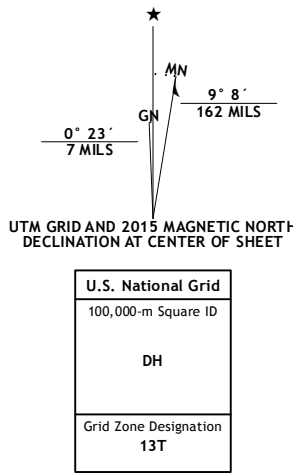 MN
GN
9° 8´
162 MILS
0° 23´
7 MILS
UTM GRID AND 2015 MAGNETIC NORTH
DECLINATION AT CENTER OF SHEET
U.S. National Grid
100,000-m Square ID
DH
Grid Zone Designation
13T